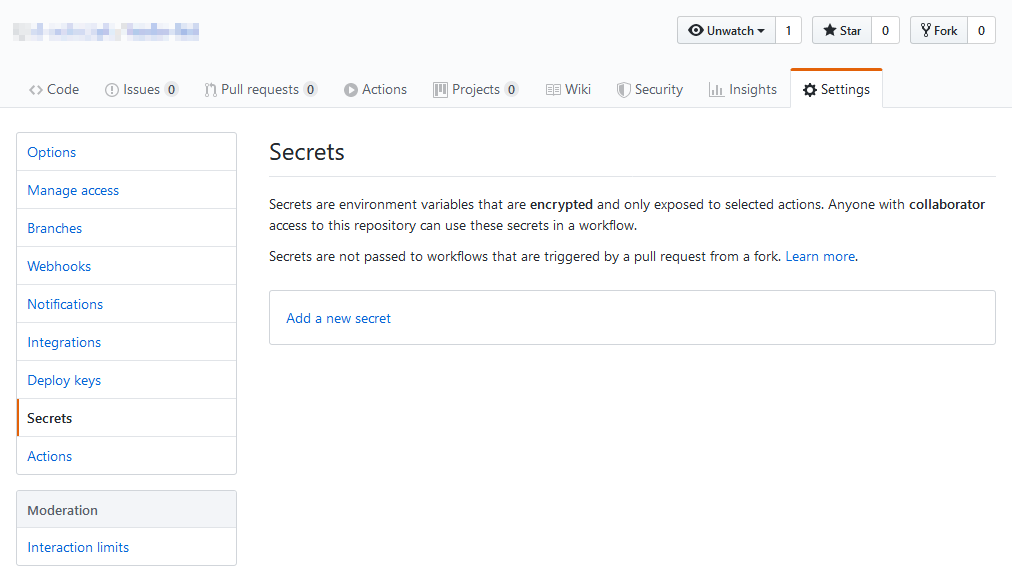 Unwatch 1 Star 0 Fork 0
Code Issues 0 Pull requests 0 Actions Projects 0 Wiki Security Insights Settings
Options
Manage access
Branches
Webhooks
Notifications
Integrations
Deploy keys
Secrets
Actions
Moderation
Interaction limits
Secrets
Secrets are environment variables that are encrypted and only exposed to selected actions. Anyone with collaborator
access to this repository can use these secrets in a workflow.
Secrets are not passed to workflows that are triggered by a pull request from a fork. Learn more.
Add a new secret